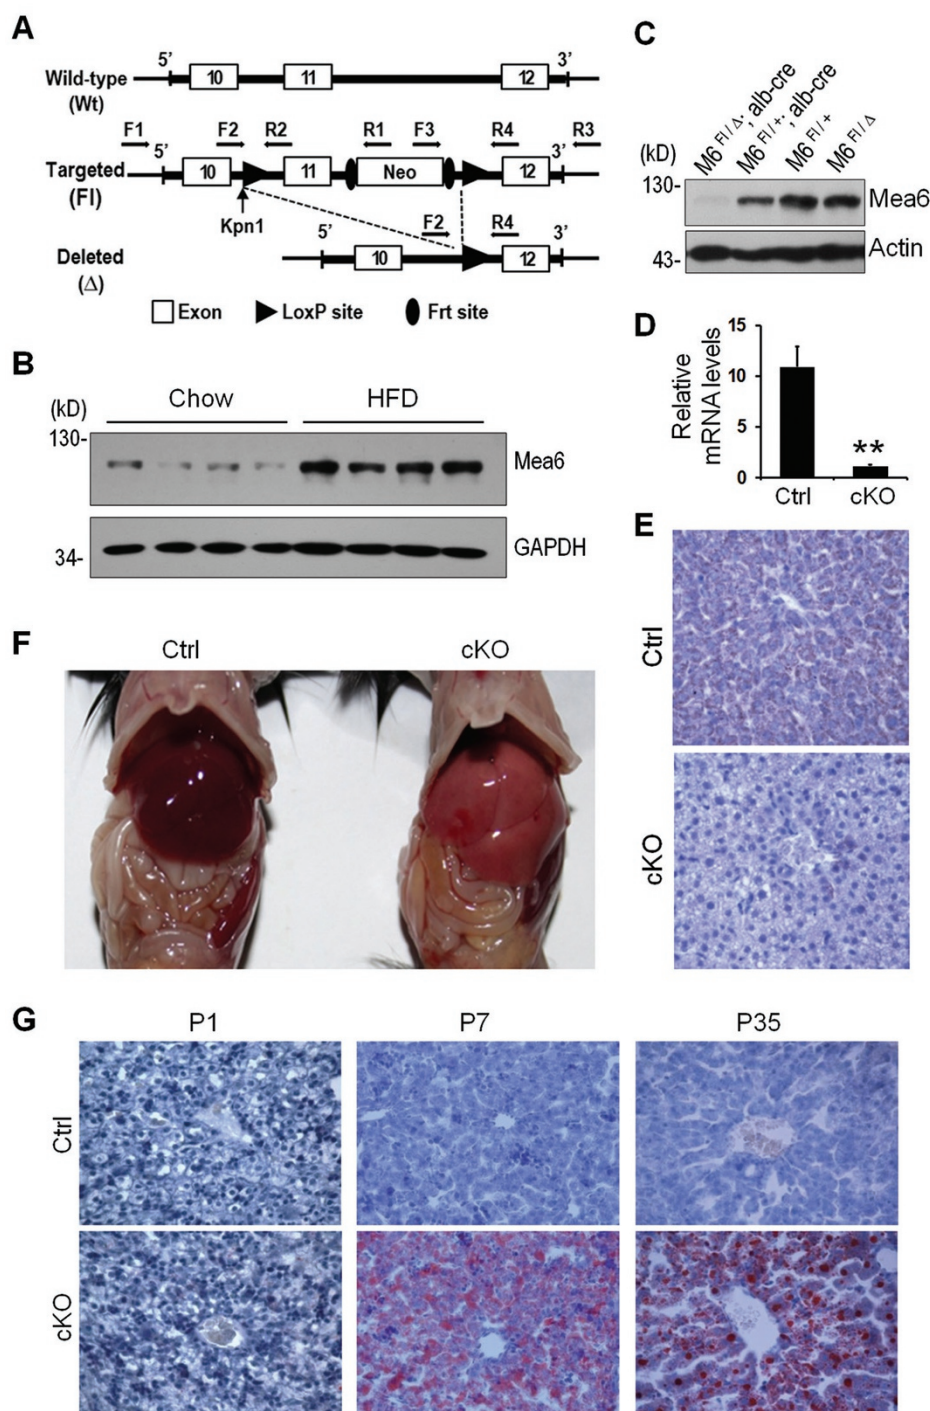 A
5’
3’
Wild-type
(Wt)
10
11
12
F1
F2
R2
R1
F3
R4
R3
5’
3’
Targeted
(Fl)
10
11
Neo
12
Kpn1
F2
R4
5’
3’
Deleted
(Δ)
10
12
Exon
LoxP site
Frt site
B
(kD)
Chow
HFD
130-
Mea6
34-
GAPDH
C
(kD)
M6 Fl/Δ; alb-cre
M6 Fl/+; alb-cre
M6 Fl/+
M6 Fl/Δ
130-
Mea6
43-
Actin
D
Relative
mRNA levels
15
10
5
0
**
Ctrl
cKO
E
Ctrl
cKO
F
Ctrl
cKO
G
P1
P7
P35
Ctrl
cKO